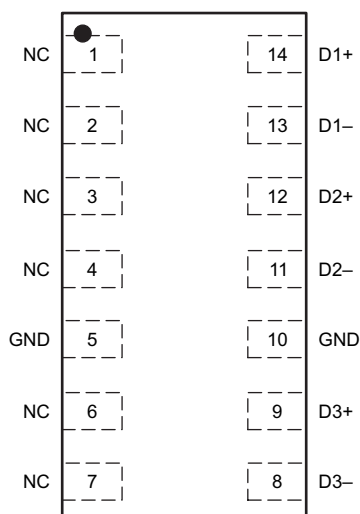 NC 1 14 D1+
NC 2 13 D1–
NC 3 12 D2+
NC 4 11 D2–
GND 5 10 GND
NC 6 9 D3+
NC 7 8 D3–